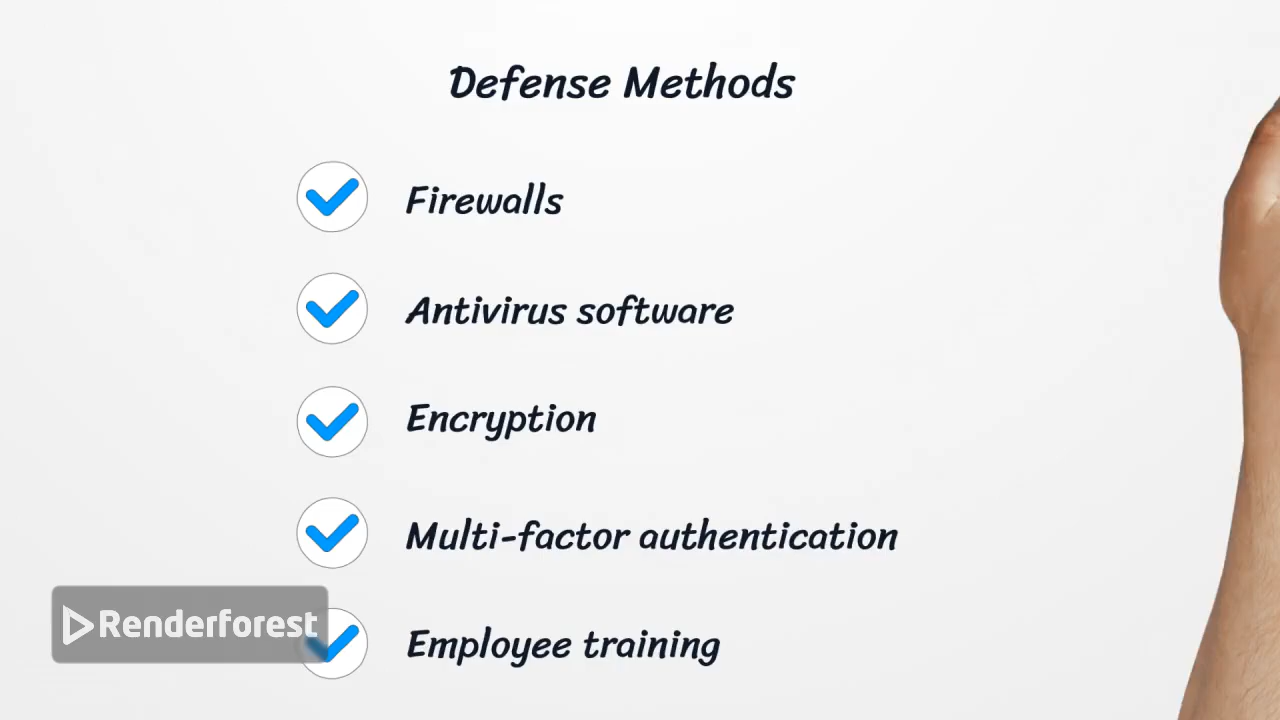 Defense Methods
Firewalls
Antivirus software
Encryption
Multi-factor authentication
Employee training
Renderforest